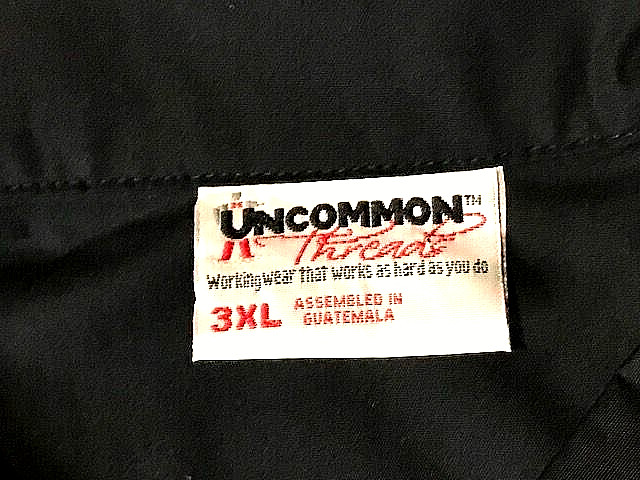 UNCOMMON™
Threads
Workingwear that works as hard as you do
3XL
ASSEMBLED IN
GUATEMALA